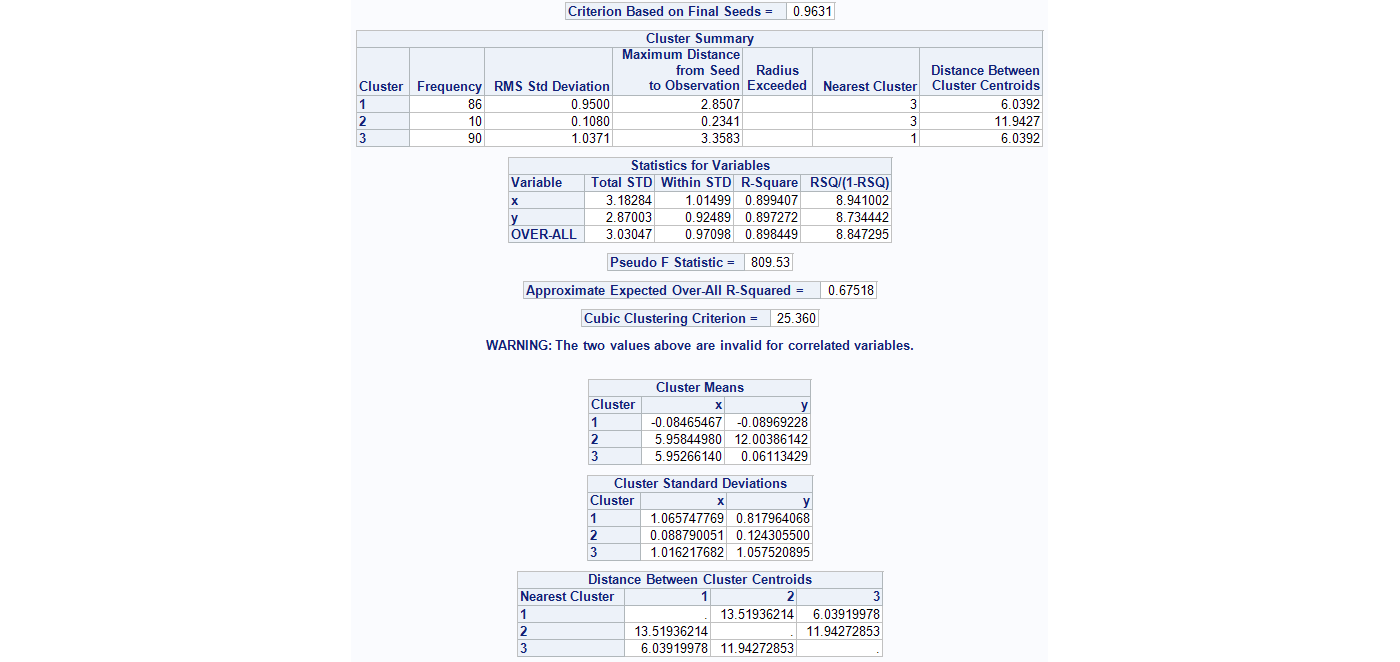 Criterion Based on Final Seeds = 0.9631
Cluster Summary
Cluster Frequency RMS Std Deviation Maximum Distance from Seed to Observation Radius Exceeded Nearest Cluster Distance Between Cluster Centroids
1 86 0.9500 2.8507 3 6.0392
2 10 0.1080 0.2341 3 11.9427
3 90 1.0371 3.3583 1 6.0392
Statistics for Variables
Variable Total STD Within STD R-Square RSQ/(1-RSQ)
x 3.18284 1.01499 0.899407 8.941002
y 2.87003 0.92489 0.897272 8.734442
OVER-ALL 3.03047 0.97098 0.898449 8.847295
Pseudo F Statistic = 809.53
Approximate Expected Over-All R-Squared = 0.67518
Cubic Clustering Criterion = 25.360
WARNING: The two values above are invalid for correlated variables.
Cluster Means
Cluster x y
1 -0.08465467 -0.08969228
2 5.95844980 12.00386142
3 5.95266140 0.06113429
Cluster Standard Deviations
Cluster x y
1 1.065747769 0.817964068
2 0.088790051 0.124305500
3 1.016217682 1.057520895
Distance Between Cluster Centroids
Nearest Cluster 1 2 3
1 . 13.51936214 6.03919978
2 13.51936214 . 11.94272853
3 6.03919978 11.94272853 .